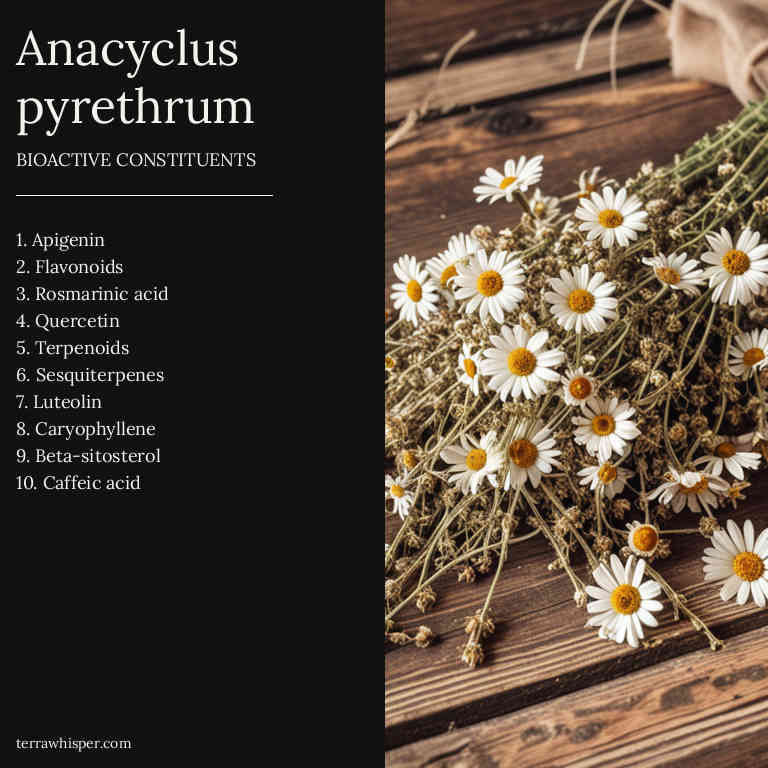 Anacyclus
pyrethrum
BIOACTIVE CONSTITUENTS
1. Apigenin
2. Flavonoids
3. Rosmarinic acid
4. Quercetin
5. Terpenoids
6. Sesquiterpenes
7. Luteolin
8. Caryophyllene
9. Beta-sitosterol
10. Caffeic acid
terrawhisper.com